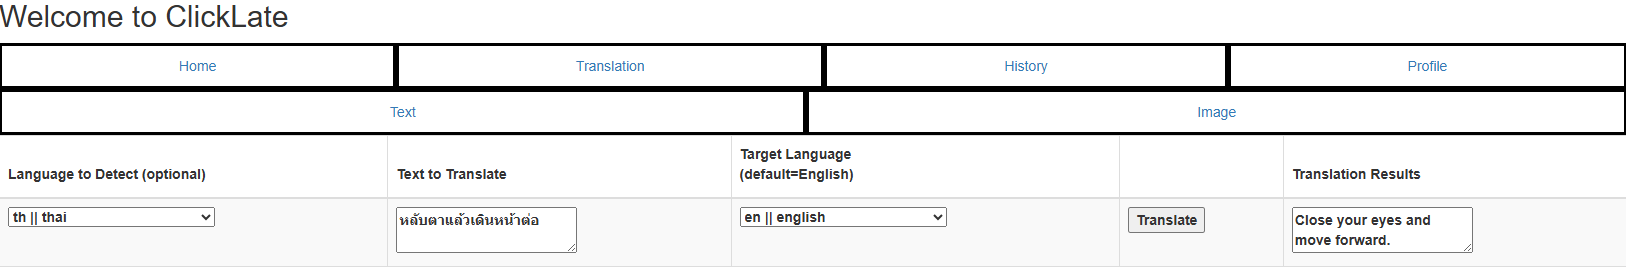 Welcome to ClickLate
Home
Translation
History
Profile
Text
Image
Language to Detect (optional)
Text to Translate
Target Language
(default=English)
Translation Results
th || thai
หลับตาแล้วเดินหน้าต่อ
en || english
Translate
Close your eyes and
move forward.